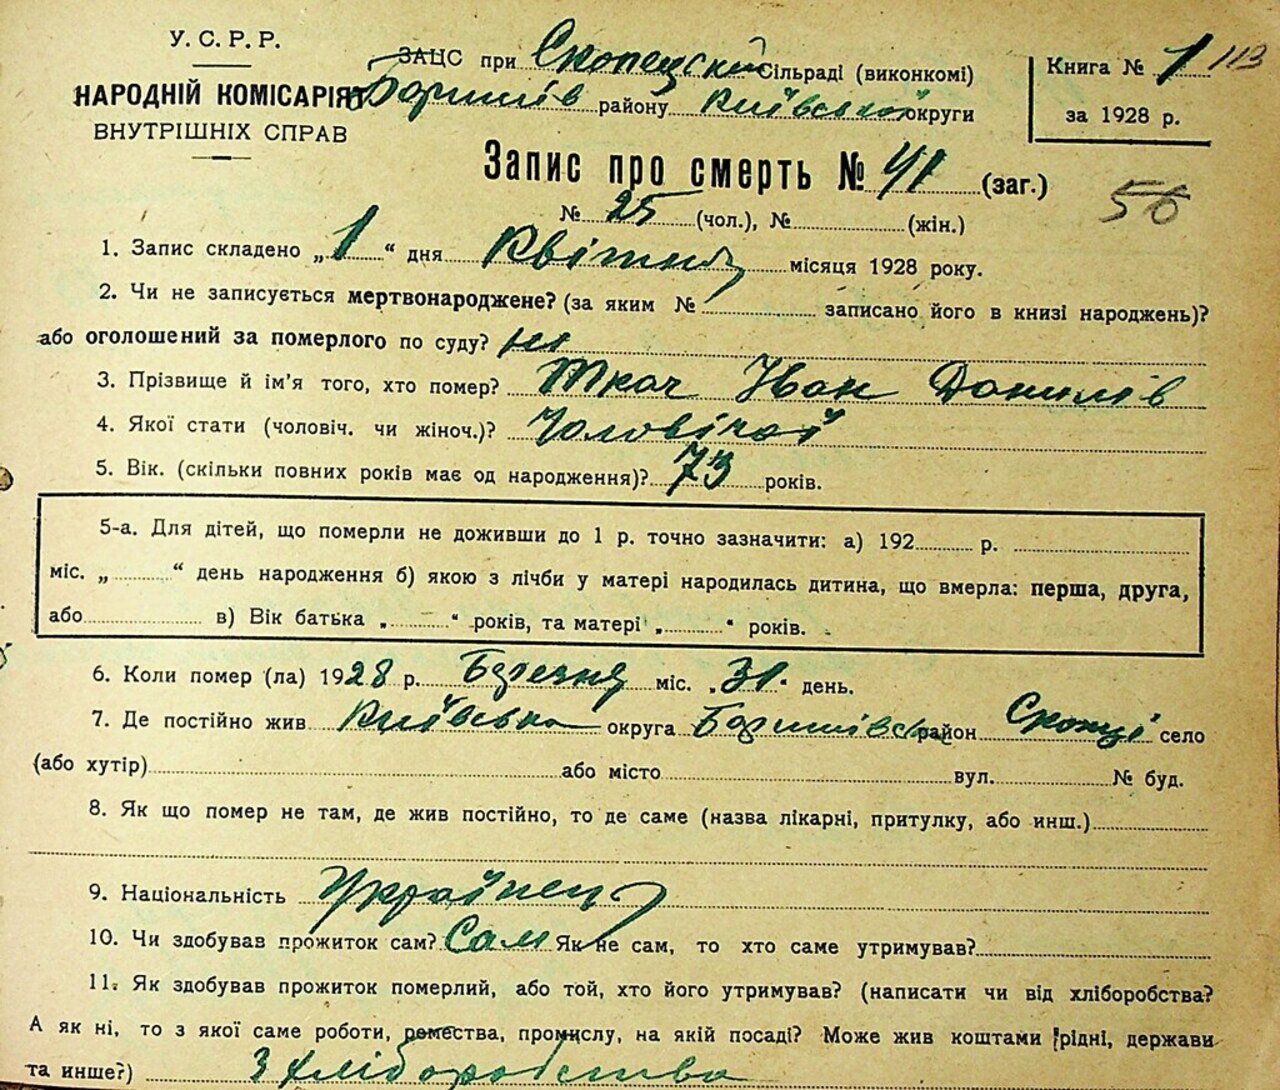 У. С. Р. Р.
НАРОДНІЙ КОМІСАРІЯТ
ВНУТРІШНІХ СПРАВ
ЗАЦС при Скопецській Сільраді (виконкомі)
Баришів району Київської округи
Книга № 1 113
за 1928 р.
Запис про смерть № 41 (заг.)
№ 25 (чол.), № (жін.)
56
1. Запис складено „1“ дня Квітня місяця 1928 року.
2. Чи не записується мертвонароджене? (за яким № записано його в книзі народжень)?
або оголошений за померлого по суду? ні
3. Прізвище й ім'я того, хто помер? Ткач Іван Данилів
4. Якої стати (чоловіч. чи жіноч.)? Чоловічой
5. Вік. (скільки повних років має од народження)? 73 років.
5-а. Для дітей, що померли не доживши до 1 р. точно зазначити: а) 192 р.
міс. „ “ день народження б) якою з лічби у матері народилась дитина, що вмерла: перша, друга,
або в) Вік батька „ “ років, та матері „ “ років.
6. Коли помер (ла) 1928 р. Березня міс. „31“ день.
7. Де постійно жив Київська округа Баришівськ район Скопці село
(або хутір) або місто вул. № буд.
8. Як що помер не там, де жив постійно, то де саме (назва лікарні, притулку, або инш.)
9. Національність Українець
10. Чи здобував прожиток сам? Сам Як не сам, то хто саме утримував?
11. Як здобував прожиток померлий, або той, хто його утримував? (написати чи від хліборобства?
А як ні, то з якої саме роботи, ремества, промислу, на якій посаді? Може жив коштами рідні, держави
та инше?) З хліборобства